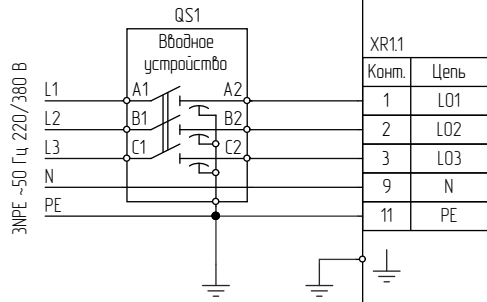 QS1
Вводное
устройство
3NPE ~50 Гц 220/380 В
L1 A1 A2
L2 B1 B2
L3 C1 C2
N
PE
XR1.1
Конт. Цепь
1 L01
2 L02
3 L03
9 N
11 PE